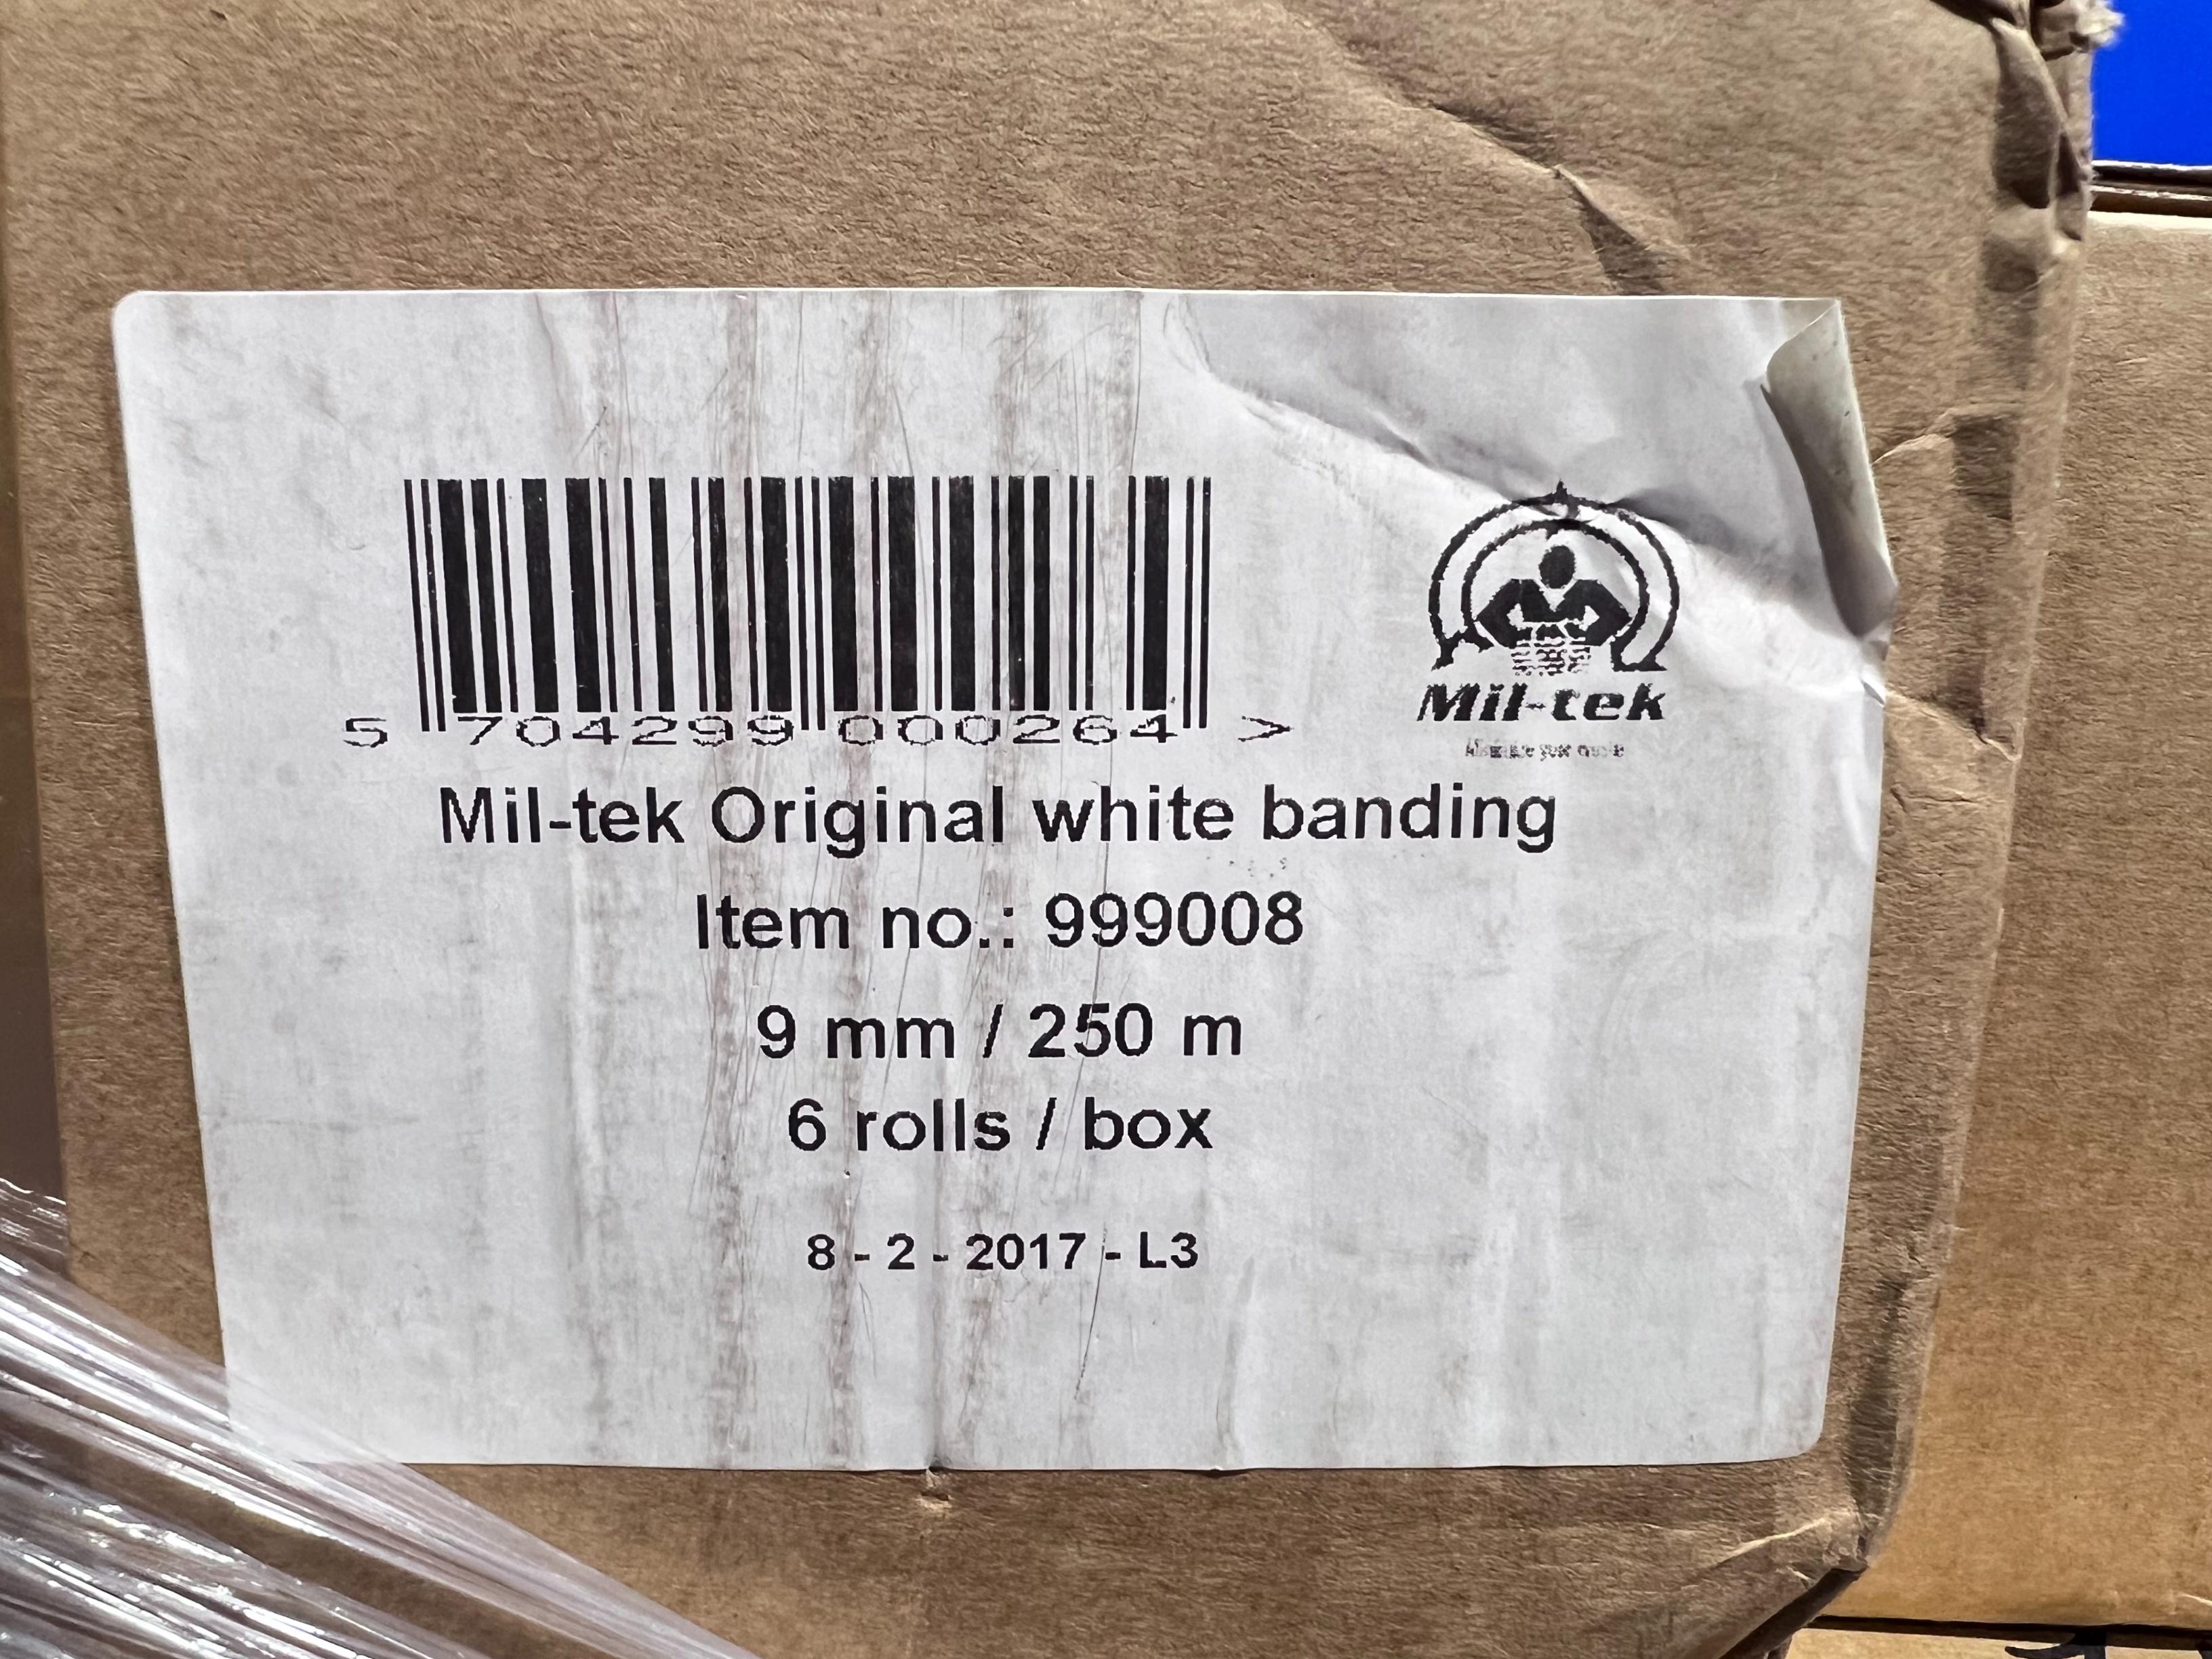 5 704299 000264 >
Mil-tek
Mil-tek Original white banding
Item no.: 999008
9 mm / 250 m
6 rolls / box
8 - 2 - 2017 - L3